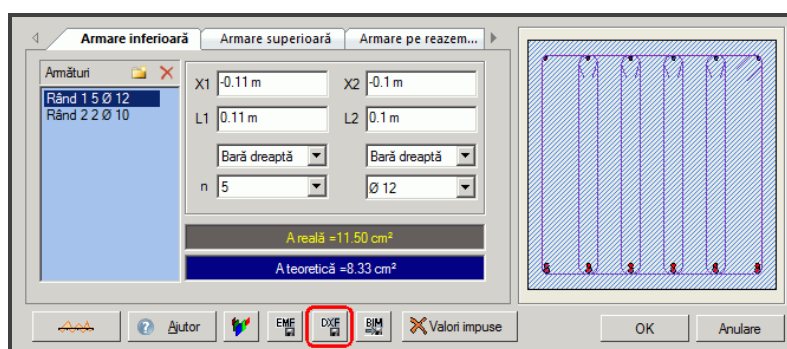 Armare inferioară Armare superioară Armare pe reazem...
Armături
Rând 1 5 Ø 12
Rând 2 2 Ø 10
X1 -0.11 m X2 -0.1 m
L1 0.11 m L2 0.1 m
Bară dreaptă Bară dreaptă
n 5 Ø 12
A reală =11.50 cm²
A teoretică =8.33 cm²
Ajutor EMF DXF BIM Valori impuse OK Anulare